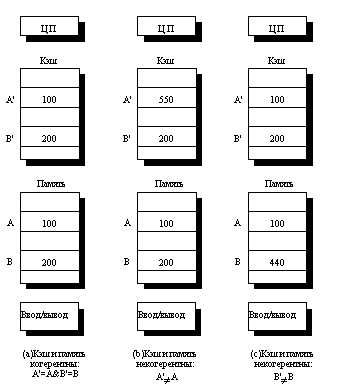 ЦП ЦП ЦП
Кэш Кэш Кэш
A' 100 A' 550 A' 100
B' 200 B' 200 B' 200
Память Память Память
A 100 A 100 A 100
B 200 B 200 B 440
Ввод/вывод Ввод/вывод Ввод/вывод
(a)Кэш и память (b)Кэш и память (c)Кэш и память
когерентны: некогерентны: некогерентны:
A'=A&B'=B A'≠A B'≠B